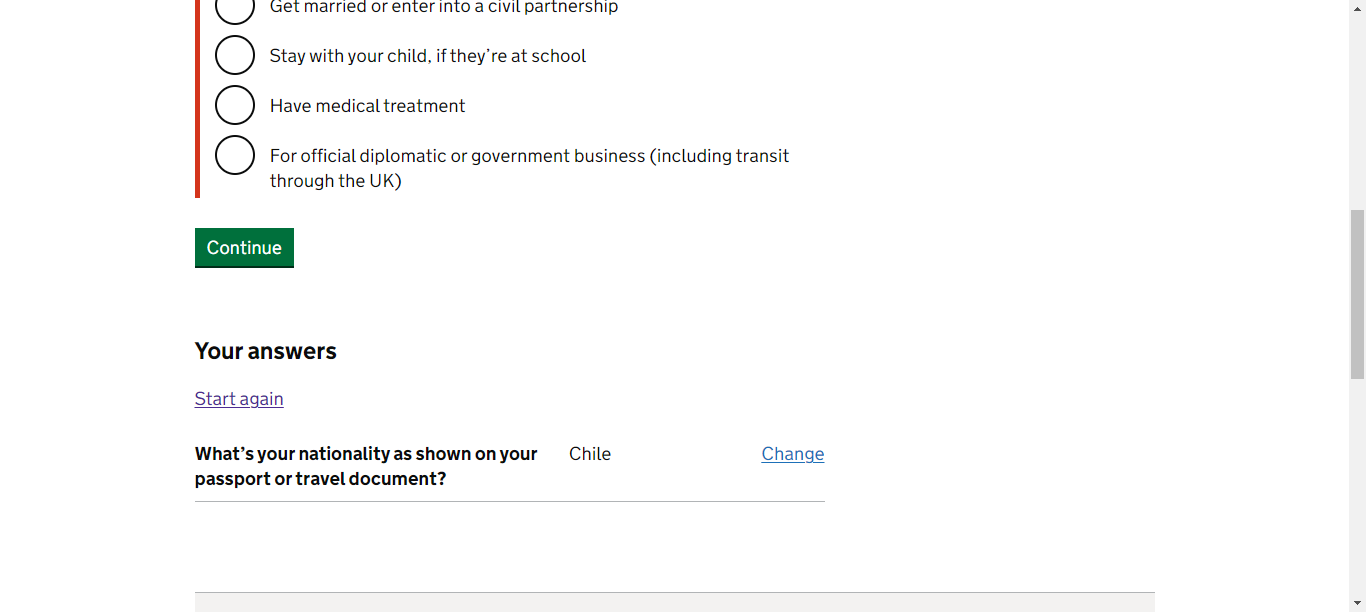 Get married or enter into a civil partnership
Stay with your child, if they’re at school
Have medical treatment
For official diplomatic or government business (including transit
through the UK)
Continue
Your answers
Start again
What’s your nationality as shown on your
passport or travel document?
Chile
Change